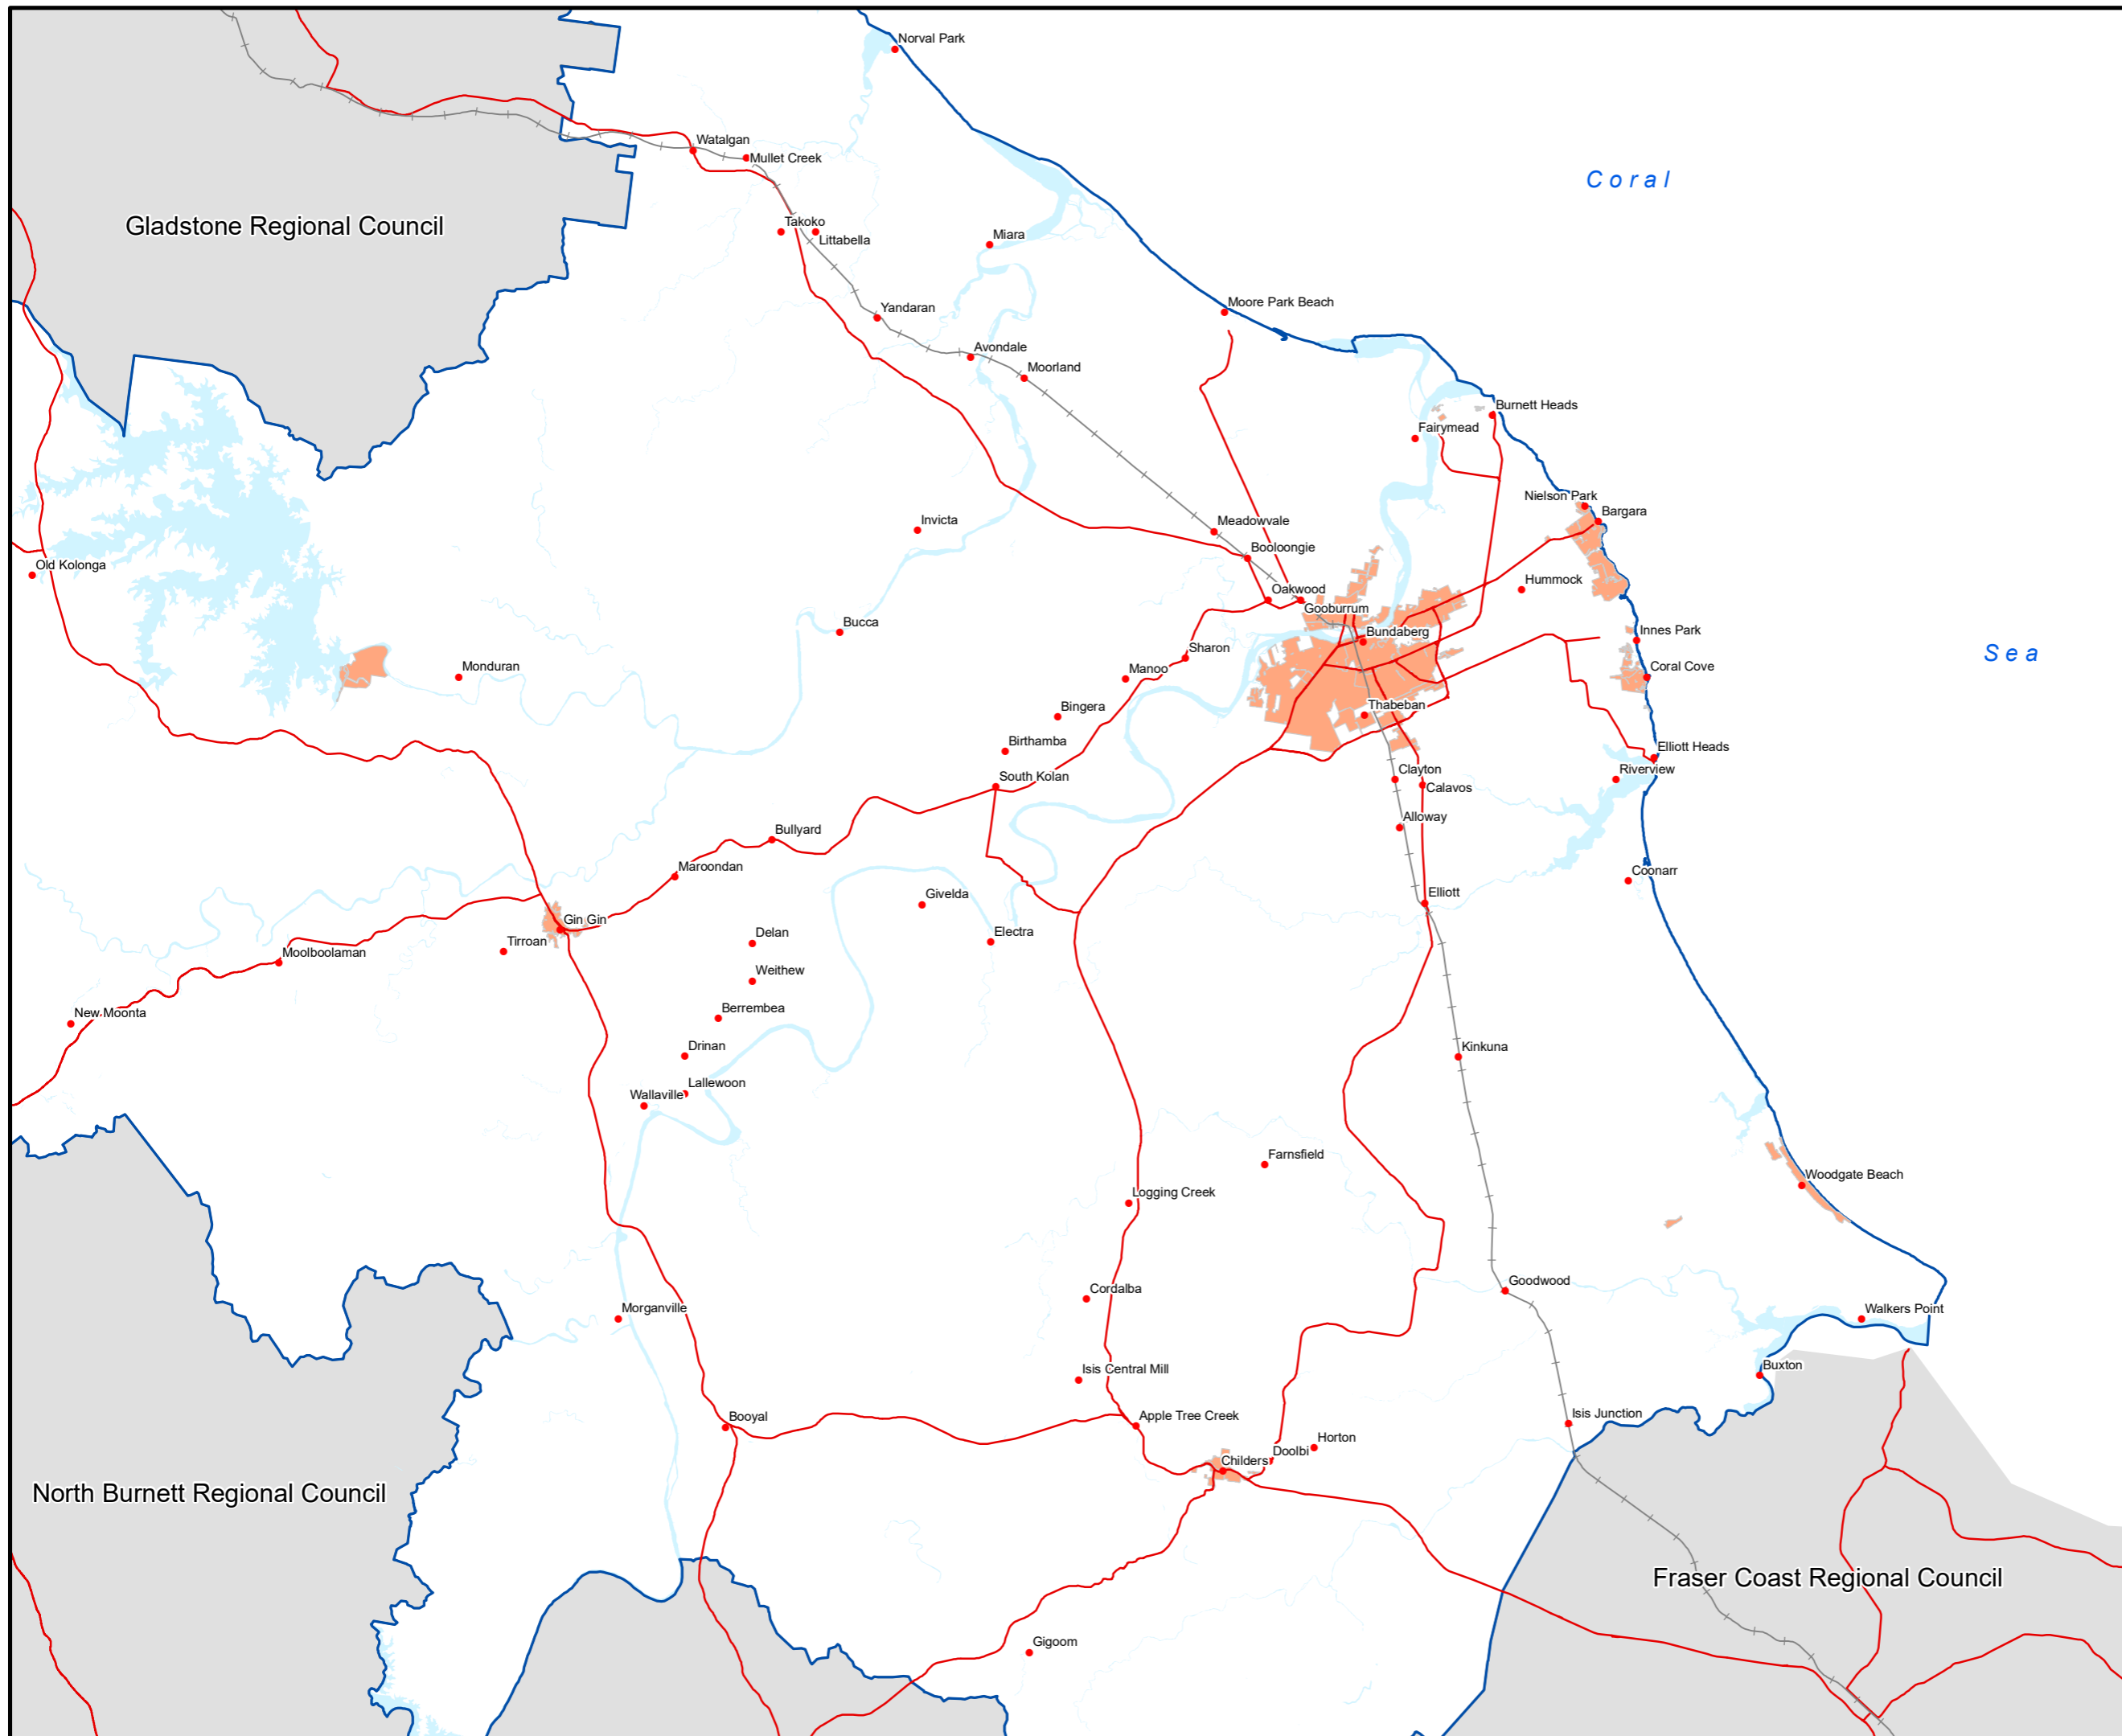 Norval Park
Watalgan
Mullet Creek
Coral
Gladstone Regional Council
Takoko
Littabella
Miara
Moore Park Beach
Yandaran
Avondale
Moorland
Burnett Heads
Fairymead
Nielson Park
Bargara
Invicta
Meadowvale
Booloongie
Old Kolonga
Hummock
Oakwood
Gooburrum
Bucca
Bundaberg
Innes Park
Sharon
Sea
Monduran
Manoo
Coral Cove
Bingera
Thabeban
Birthamba
Elliott Heads
South Kolan
Clayton
Riverview
Calavos
Alloway
Bullyard
Maroondan
Coonarr
Givelda
Elliott
Gin Gin
Tirroan
Delan
Electra
Moolboolaman
Weithew
New Moonta
Berrembea
Drinan
Kinkuna
Lallewoon
Wallaville
Farnsfield
Woodgate Beach
Logging Creek
Goodwood
Cordalba
Morganville
Walkers Point
Isis Central Mill
Buxton
Booyal
Apple Tree Creek
Isis Junction
Horton
Doolbi
Childers
North Burnett Regional Council
Fraser Coast Regional Council
Gigoom